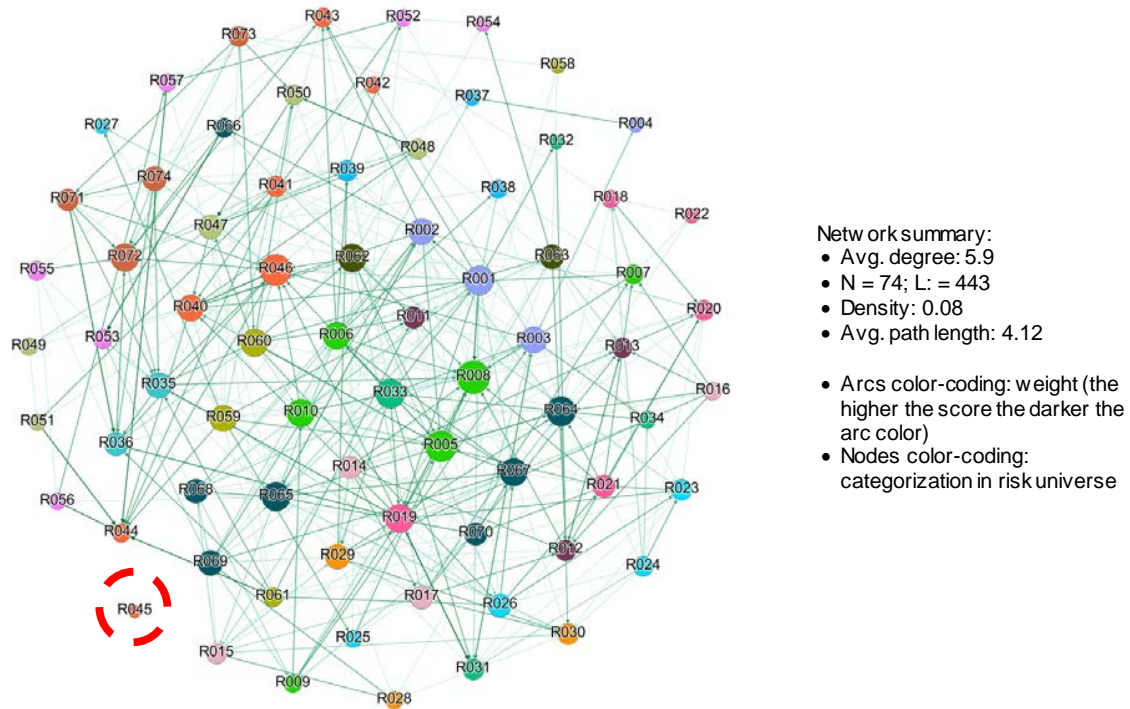 R043
R052
R054
R073
R058
R057
R042
R050
R037
R027
R066
R004
R032
R048
R039
R074
R041
R038
R071
R018
R022
R047
R002
R072
R062
R063
R055
R046
R001
R007
R040
R011
R020
R006
R053
R060
R003
R049
R013
R035
R008
R033
R016
R051
R059
R010
R064
R034
R036
R005
R014
R067
R068
R065
R021
R023
R056
R019
R044
R070
R069
R029
R012
R024
R045
R061
R017
R026
R025
R030
R015
R031
R009
R028
Network summary:
• Avg. degree: 5.9
• N = 74; L: = 443
• Density: 0.08
• Avg. path length: 4.12
• Arcs color-coding: weight (the
higher the score the darker the
arc color)
• Nodes color-coding:
categorization in risk universe